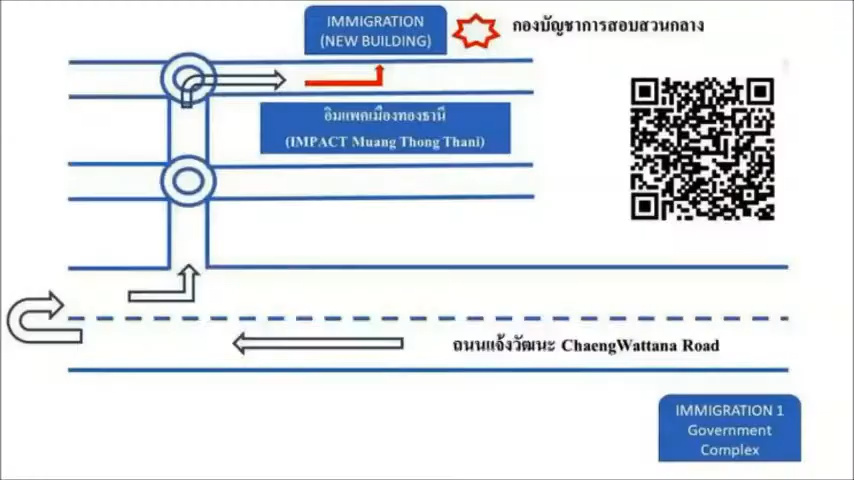 IMMIGRATION
(NEW BUILDING)
กองบัญชาการสอบสวนกลาง
อิมแพคเมืองทองธานี
(IMPACT Muang Thong Thani)
ถนนแจ้งวัฒนะ ChaengWattana Road
IMMIGRATION 1
Government
Complex